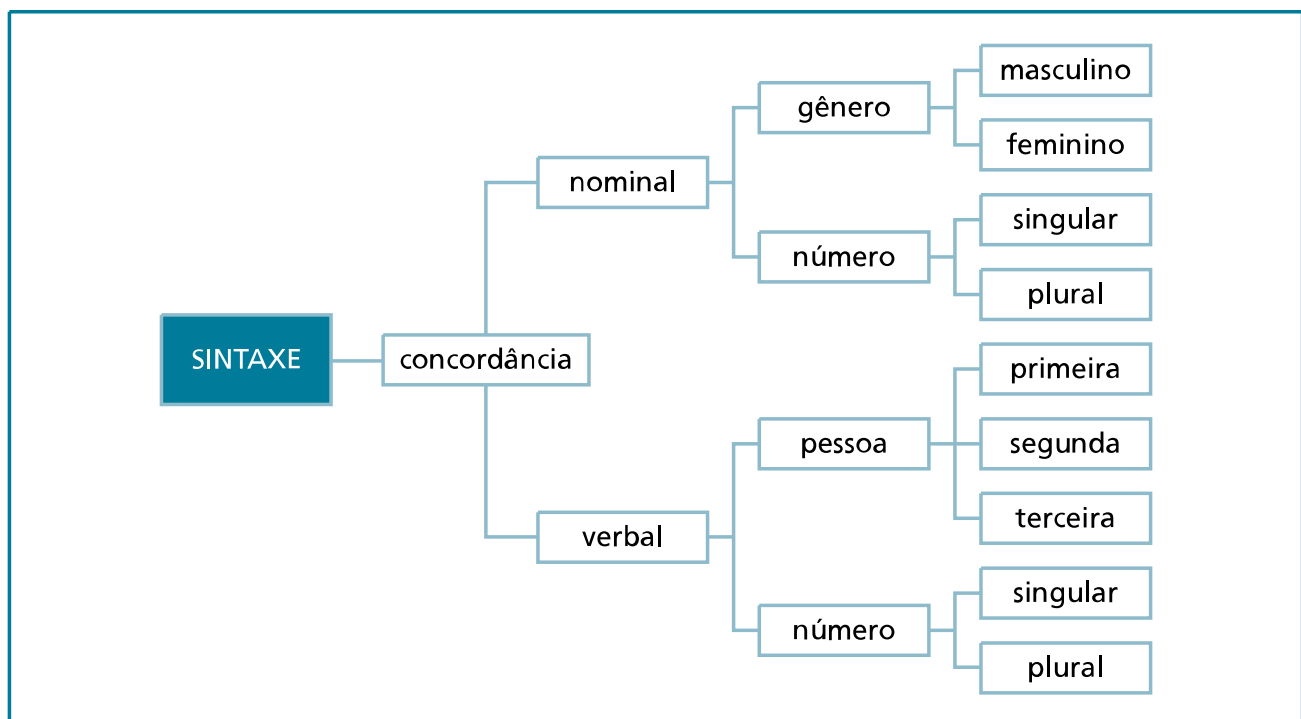 SINTAXE
concordância
nominal
gênero
masculino
feminino
número
singular
plural
verbal
pessoa
primeira
segunda
terceira
número
singular
plural